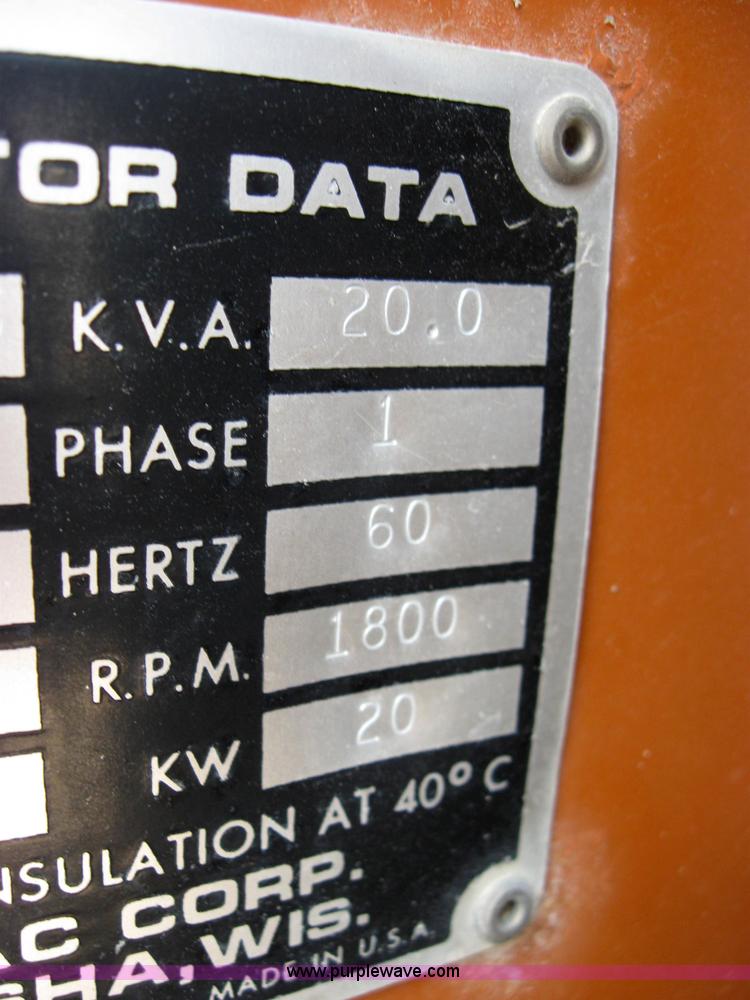 TOR DATA
K.V.A. 20.0
PHASE 1
HERTZ 60
R.P.M. 1800
KW 20
NSULATION AT 40° C
AC CORP.
SHA, WIS.
MADE IN U.S.A.
www.purplewave.com